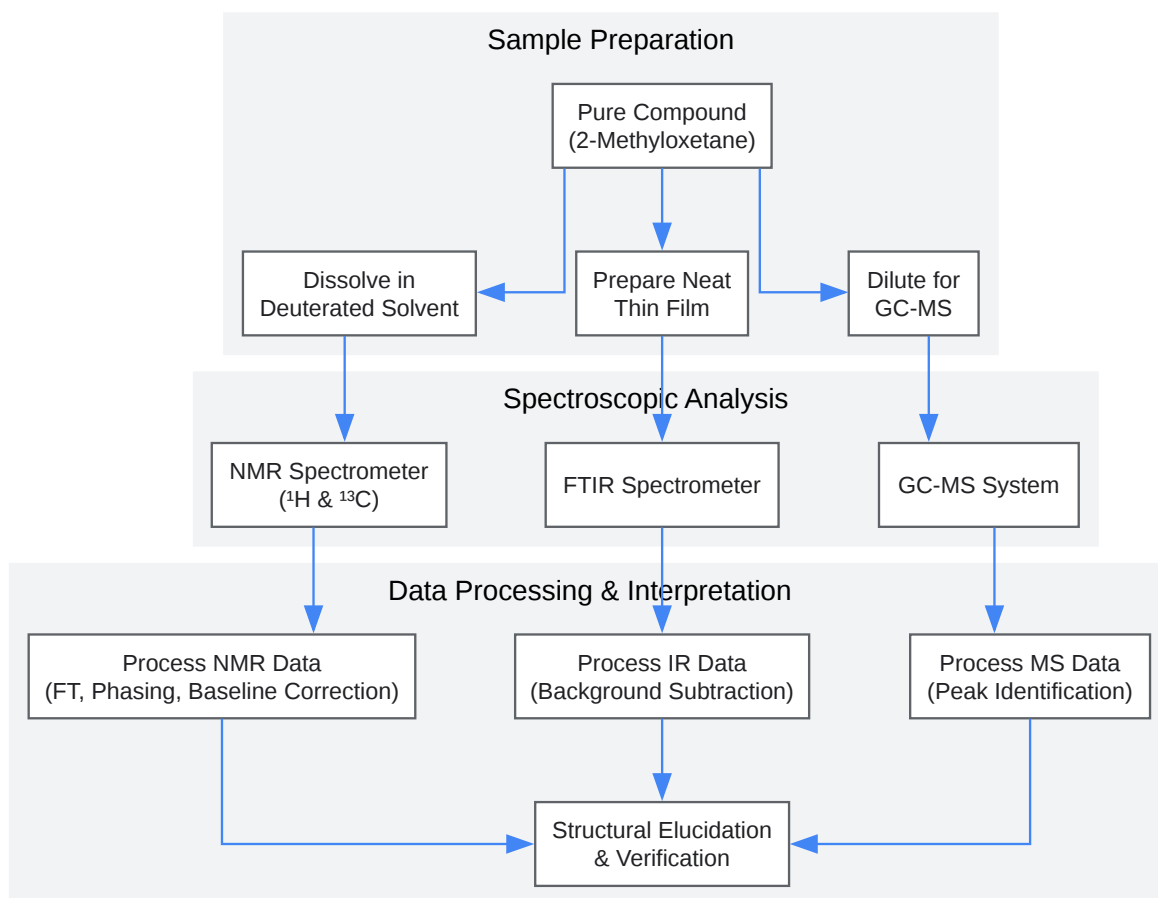 Sample Preparation
Pure Compound
(2-Methyloxetane)
Dissolve in
Deuterated Solvent
Prepare Neat
Thin Film
Dilute for
GC-MS
Spectroscopic Analysis
NMR Spectrometer
(¹H & ¹³C)
FTIR Spectrometer
GC-MS System
Data Processing & Interpretation
Process NMR Data
(FT, Phasing, Baseline Correction)
Process IR Data
(Background Subtraction)
Process MS Data
(Peak Identification)
Structural Elucidation
& Verification